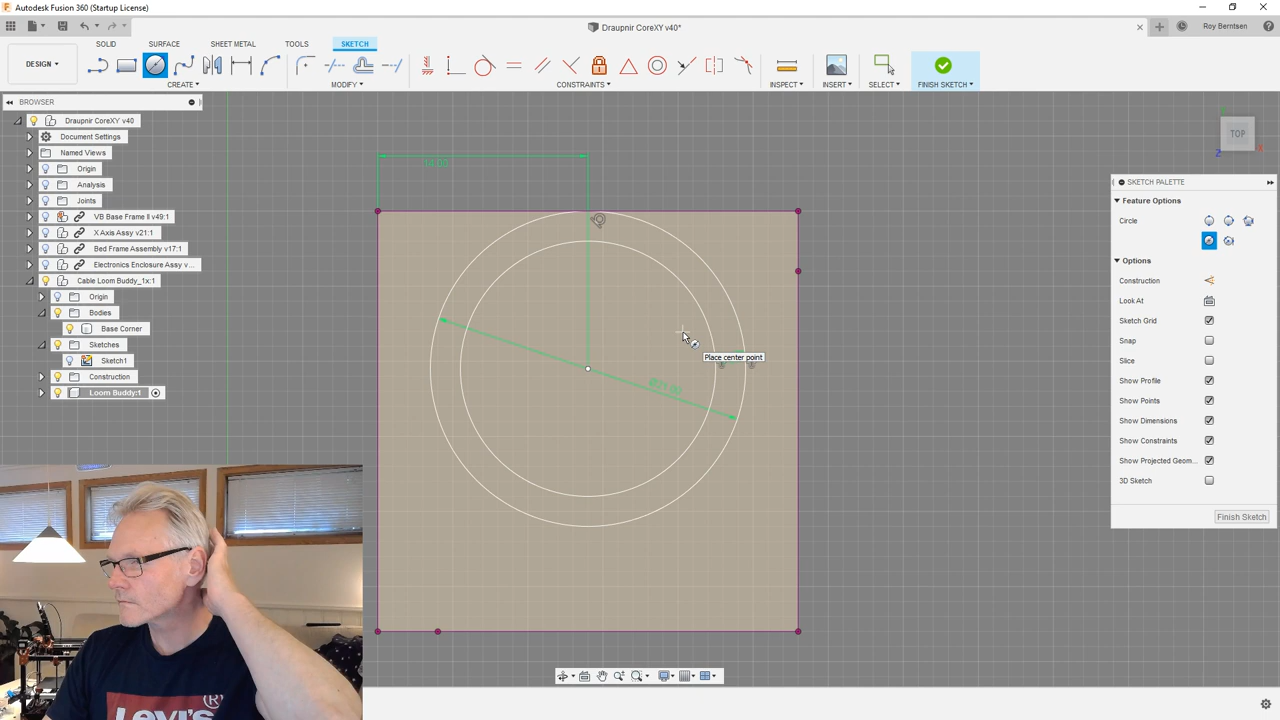 Autodesk Fusion 360 (Startup License)
Draupnir CoreXY v40*
Roy Berntsen
SOLID SURFACE SHEET METAL TOOLS SKETCH
DESIGN
CREATE MODIFY CONSTRAINTS INSPECT INSERT SELECT FINISH SKETCH
BROWSER
Draupnir CoreXY v40
Document Settings
Named Views
Origin
Analysis
Joints
VB Base Frame II v49:1
X Axis Assy v21:1
Bed Frame Assembly v17:1
Electronics Enclosure Assy v...
Cable Loom Buddy_1x:1
Origin
Bodies
Base Corner
Sketches
Sketch1
Construction
Loom Buddy:1
14.00
Ø21.00
Place center point
TOP
X
Z
SKETCH PALETTE
Feature Options
Circle
Options
Construction
Look At
Sketch Grid
Snap
Slice
Show Profile
Show Points
Show Dimensions
Show Constraints
Show Projected Geom...
3D Sketch
Finish Sketch
Levi's